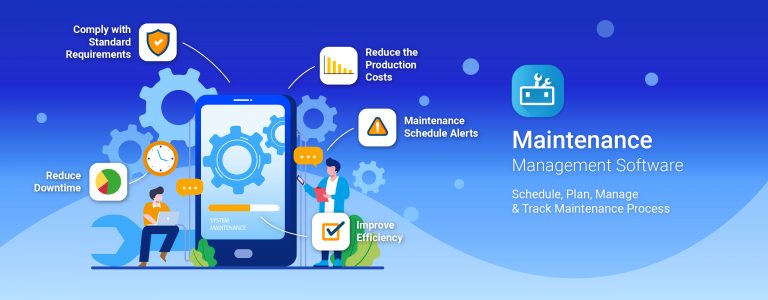 Comply with
Standard
Requirements
Reduce the
Production
Costs
Maintenance
Schedule Alerts
Reduce
Downtime
SYSTEM
MAINTENANCE
Improve
Efficiency
Maintenance
Management Software
Schedule, Plan, Manage
& Track Maintenance Process